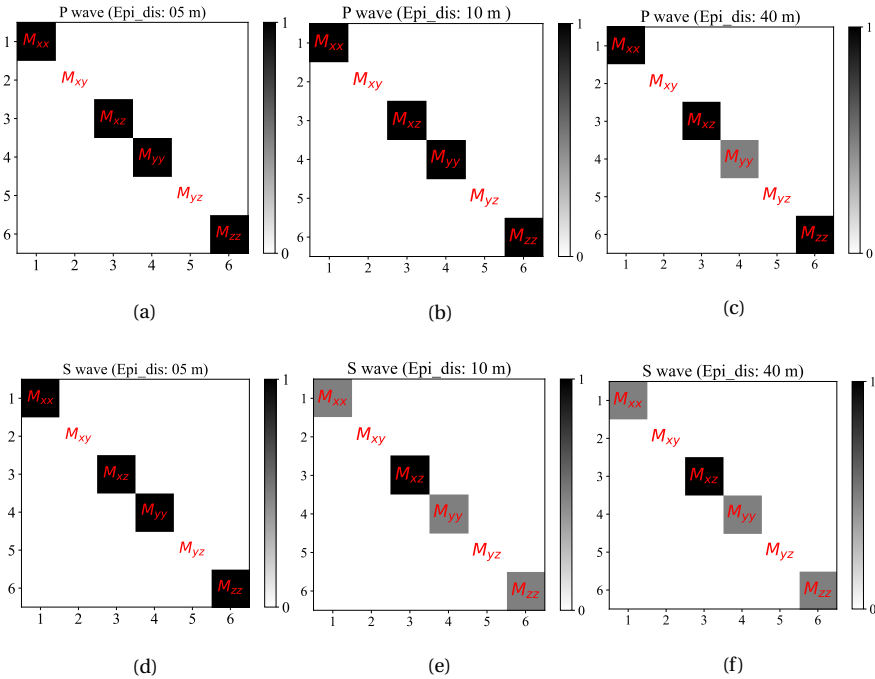 P wave (Epi_dis: 05 m)
1
2
3
4
5
6
M_xx
M_xy
M_xz
M_yy
M_yz
M_zz
1 2 3 4 5 6
1
0
(a)
P wave (Epi_dis: 10 m )
1
2
3
4
5
6
M_xx
M_xy
M_xz
M_yy
M_yz
M_zz
1 2 3 4 5 6
1
0
(b)
P wave (Epi_dis: 40 m)
1
2
3
4
5
6
M_xx
M_xy
M_xz
M_yy
M_yz
M_zz
1 2 3 4 5 6
1
0
(c)
S wave (Epi_dis: 05 m)
1
2
3
4
5
6
M_xx
M_xy
M_xz
M_yy
M_yz
M_zz
1 2 3 4 5 6
1
0
(d)
S wave (Epi_dis: 10 m)
1
2
3
4
5
6
M_xx
M_xy
M_xz
M_yy
M_yz
M_zz
1 2 3 4 5 6
1
0
(e)
S wave (Epi_dis: 40 m)
1
2
3
4
5
6
M_xx
M_xy
M_xz
M_yy
M_yz
M_zz
1 2 3 4 5 6
1
0
(f)